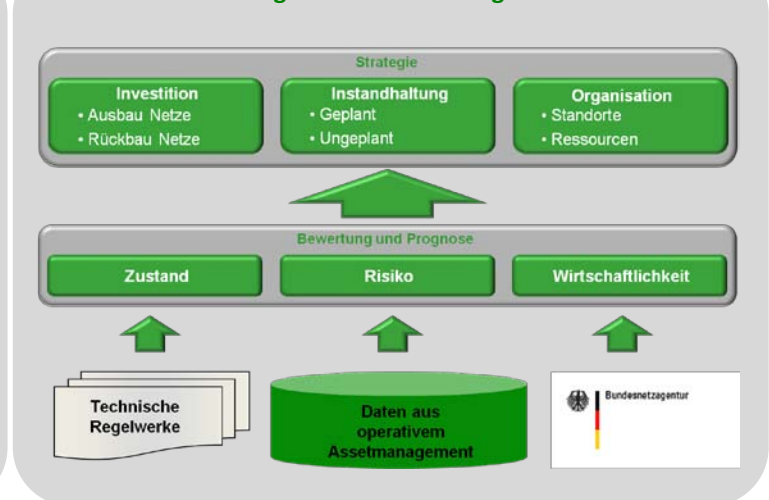 Strategie
Investition
• Ausbau Netze
• Rückbau Netze
Instandhaltung
• Geplant
• Ungeplant
Organisation
• Standorte
• Ressourcen
Bewertung und Prognose
Zustand
Risiko
Wirtschaftlichkeit
Technische
Regelwerke
Daten aus
operativem
Assetmanagement
Bundesnetzagentur